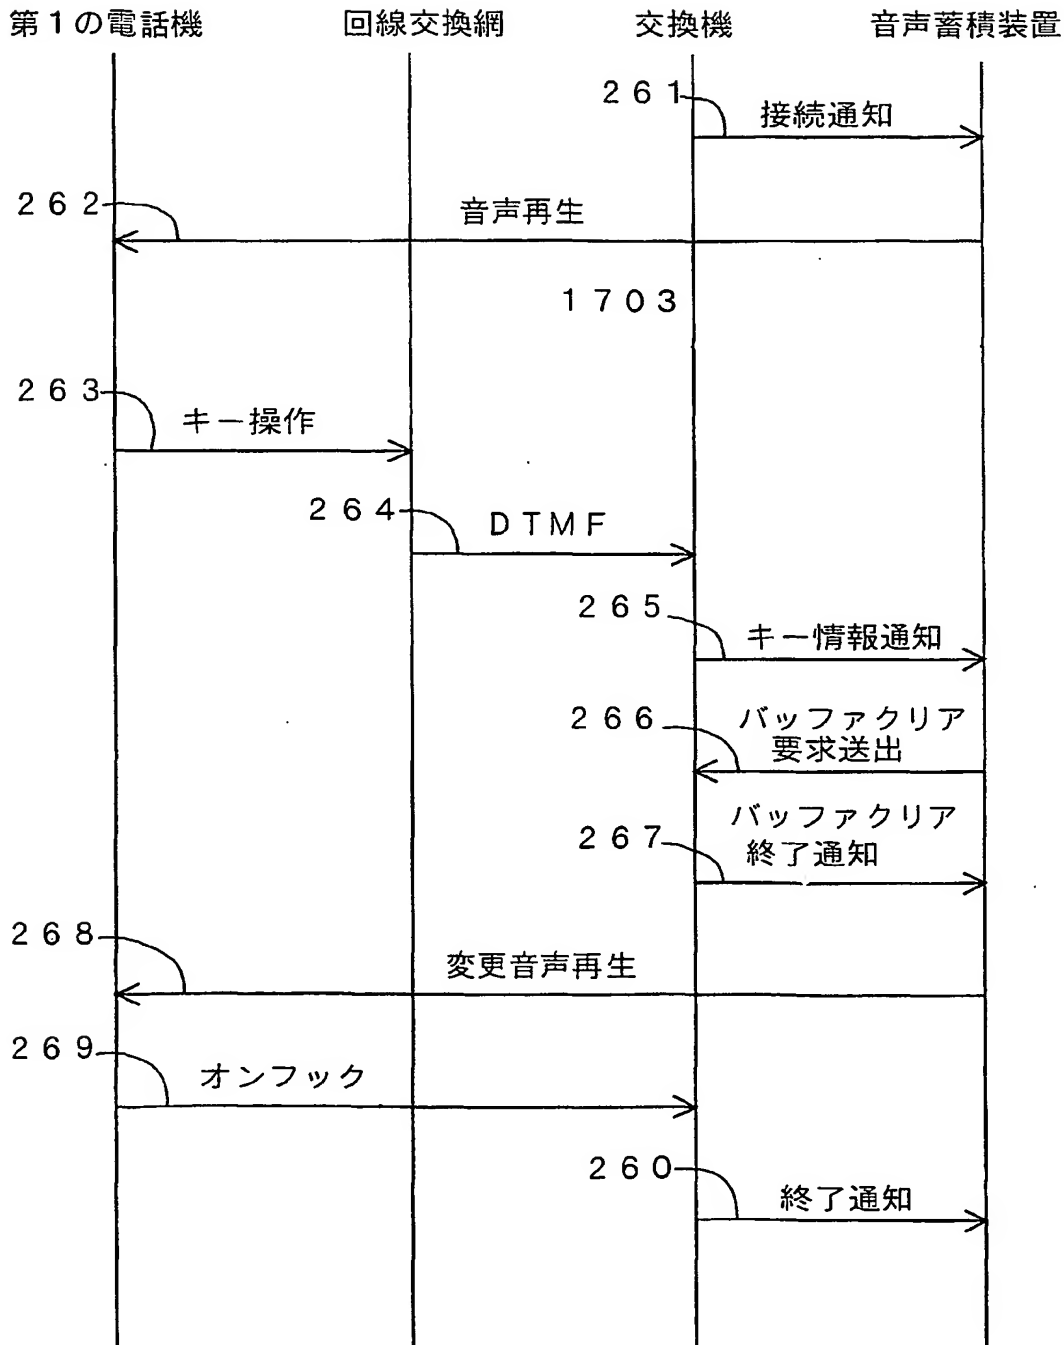 第1の電話機
回線交換網
交換機
音声蓄積装置
261
接続通知
262
音声再生
1703
263
キー操作
264
DTMF
265
キー情報通知
266
バッファクリア
要求送出
267
バッファクリア
終了通知
268
変更音声再生
269
オンフック
260
終了通知